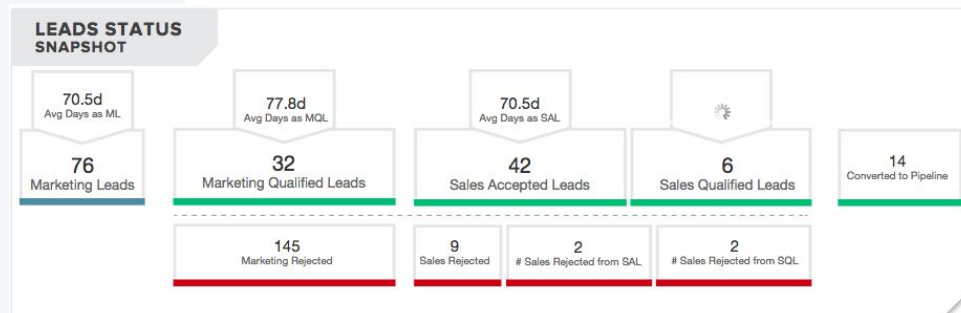 LEADS STATUS
SNAPSHOT
70.5d
Avg Days as ML
77.8d
Avg Days as MQL
70.5d
Avg Days as SAL
76
Marketing Leads
32
Marketing Qualified Leads
42
Sales Accepted Leads
6
Sales Qualified Leads
14
Converted to Pipeline
145
Marketing Rejected
9
Sales Rejected
2
# Sales Rejected from SAL
2
# Sales Rejected from SQL